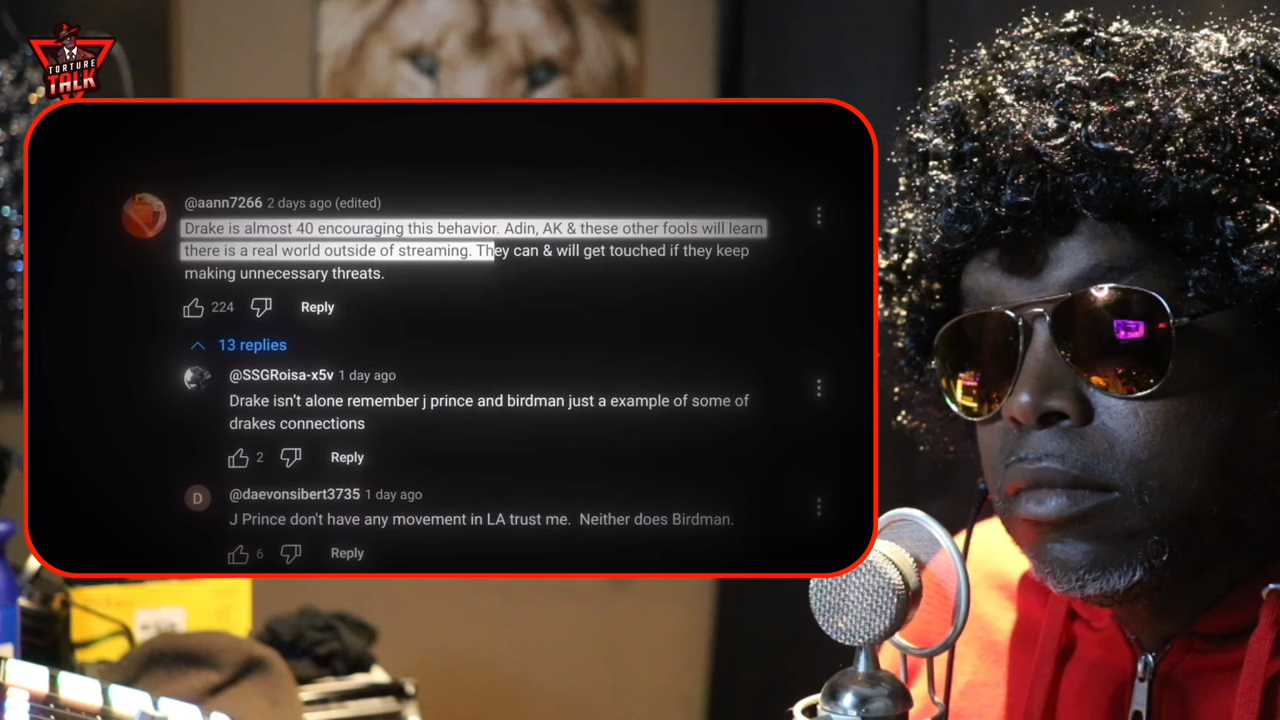 TORTURE
TALK
@aann7266 2 days ago (edited)
Drake is almost 40 encouraging this behavior. Adin, AK & these other fools will learn
there is a real world outside of streaming. They can & will get touched if they keep
making unnecessary threats.
224 Reply
13 replies
@SSGRoisa-x5v 1 day ago
Drake isn't alone remember j prince and birdman just a example of some of
drakes connections
2 Reply
D
@daevonsibert3735 1 day ago
J Prince don't have any movement in LA trust me. Neither does Birdman.
6 Reply